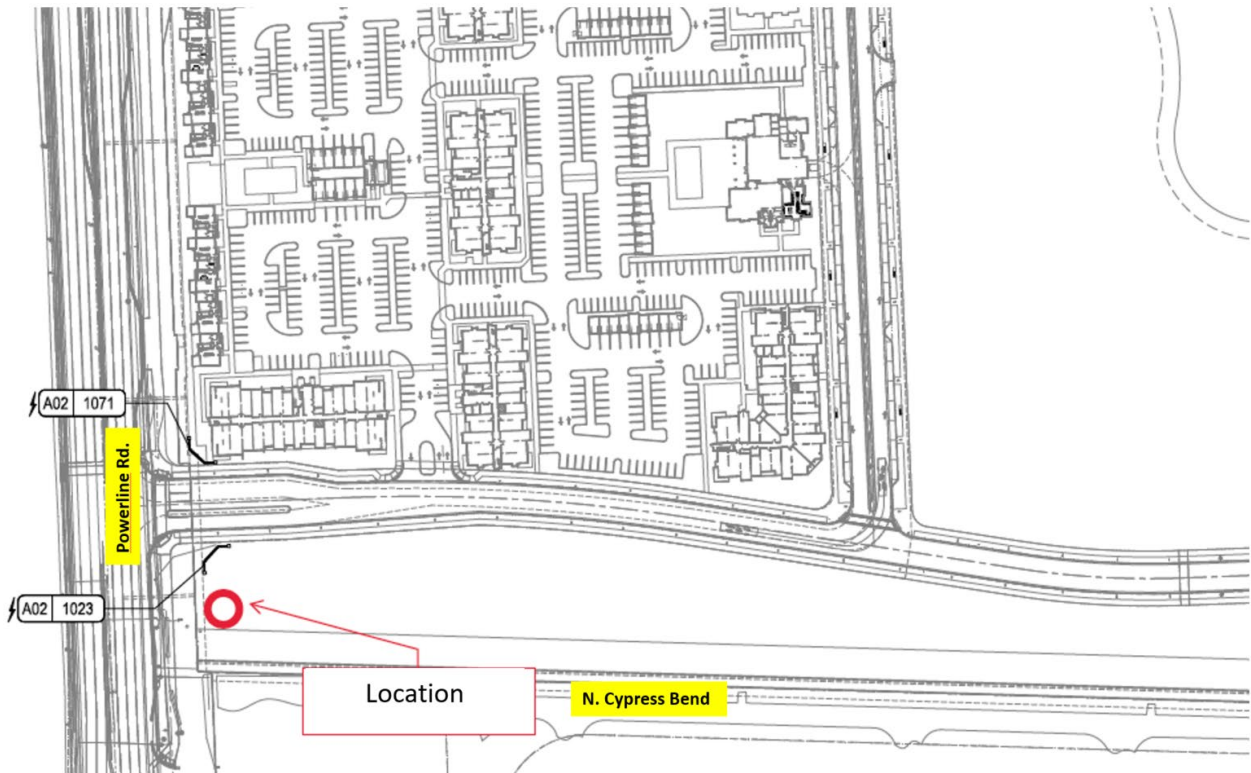 A02 1071
Powerline Rd.
A02 1023
Location
N. Cypress Bend